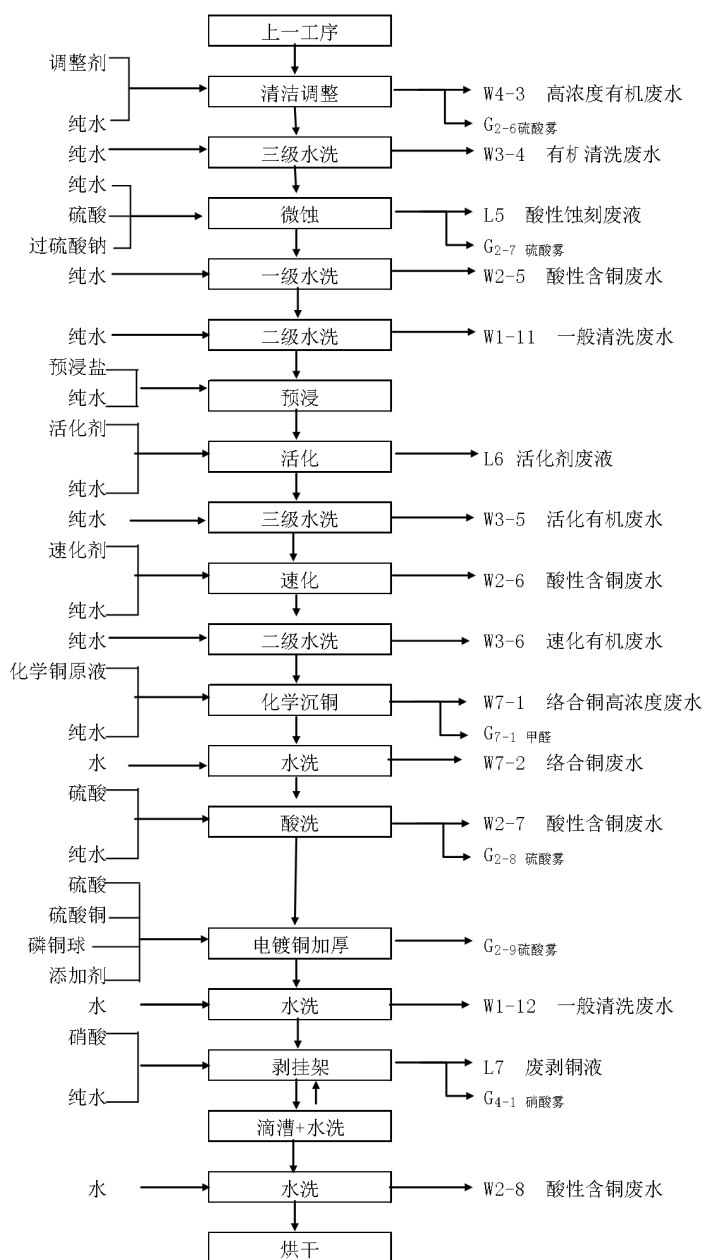 上一工序
调整剂
清洁调整
W4-3 高浓度有机废水
纯水
G2-6硫酸雾
纯水
三级水洗
W3-4 有机清洗废水
纯水
硫酸
微蚀
L5 酸性蚀刻废液
过硫酸钠
G2-7 硫酸雾
纯水
一级水洗
W2-5 酸性含铜废水
纯水
二级水洗
W1-11 一般清洗废水
预浸盐
纯水
预浸
活化剂
活化
L6 活化剂废液
纯水
纯水
三级水洗
W3-5 活化有机废水
速化剂
速化
W2-6 酸性含铜废水
纯水
纯水
二级水洗
W3-6 速化有机废水
化学铜原液
化学沉铜
W7-1 络合铜高浓度废水
纯水
G7-1 甲醛
水
水洗
W7-2 络合铜废水
硫酸
酸洗
W2-7 酸性含铜废水
纯水
G2-8 硫酸雾
硫酸
硫酸铜
磷铜球
电镀铜加厚
G2-9硫酸雾
添加剂
水
水洗
W1-12 一般清洗废水
硝酸
剥挂架
L7 废剥铜液
纯水
G4-1 硝酸雾
滴槽+水洗
水
水洗
W2-8 酸性含铜废水
烘干